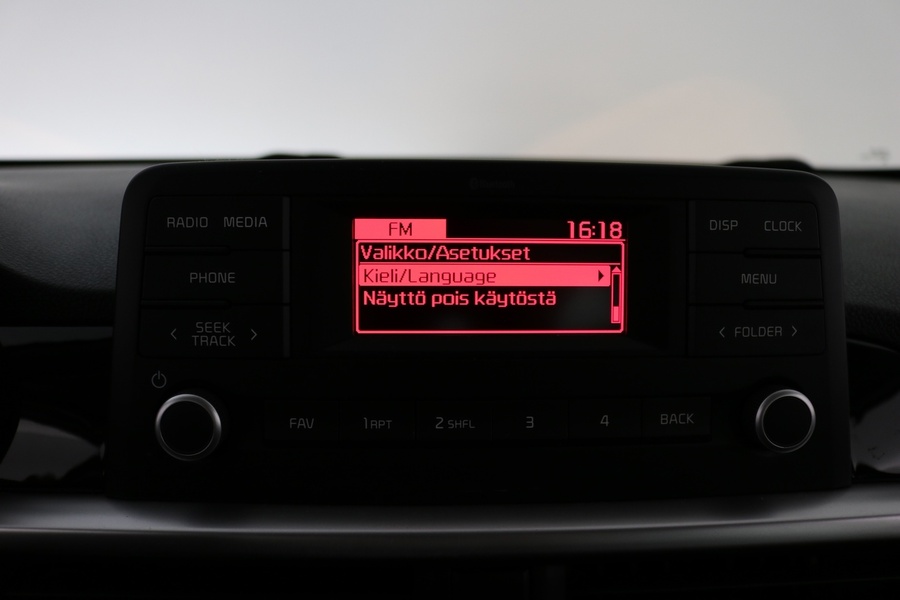 RADIO MEDIA
PHONE
< SEEK TRACK >
FM 16:18
Valikko/Asetukset
Kieli/Language
Näyttö pois käytöstä
DISP CLOCK
MENU
< FOLDER >
FAV 1 RPT 2 SHFL 3 4 BACK